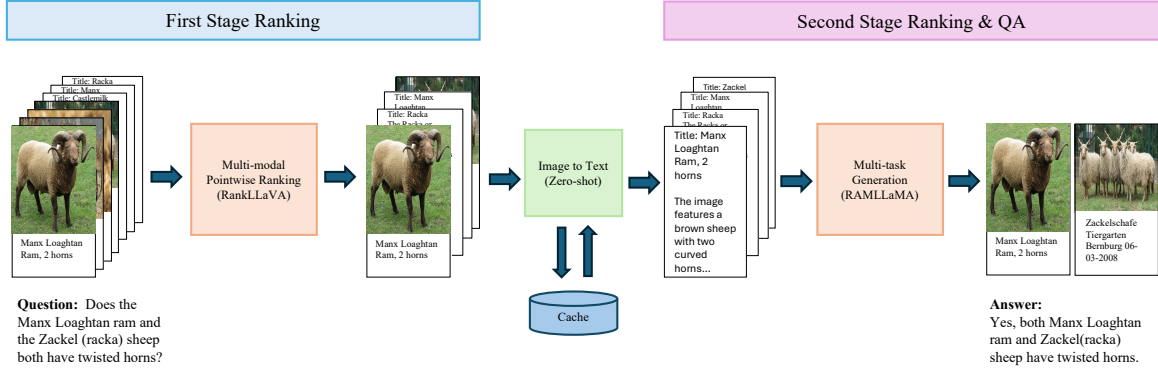 First Stage Ranking
Second Stage Ranking & QA
Title: Racka
Title: Manx
Title: Castlemilk
Manx Loaghtan
Ram, 2 horns
Multi-modal
Pointwise Ranking
(RankLLaVA)
Title: Manx
Loaghtan
Title: Racka
The Racka or
Manx Loaghtan
Ram, 2 horns
Image to Text
(Zero-shot)
Cache
Title: Zackel
Title: Manx
Loaghtan
Title: Racka
The Racka or
Title: Manx
Loaghtan
Ram, 2
horns
The image
features a
brown sheep
with two
curved
horns...
Multi-task
Generation
(RAMLLaMA)
Manx Loaghtan
Ram, 2 horns
Zackelschafe
Tiergarten
Bernburg 06-
03-2008
Question: Does the
Manx Loaghtan ram and
the Zackel (racka) sheep
both have twisted horns?
Answer:
Yes, both Manx Loaghtan
ram and Zackel(racka)
sheep have twisted horns.